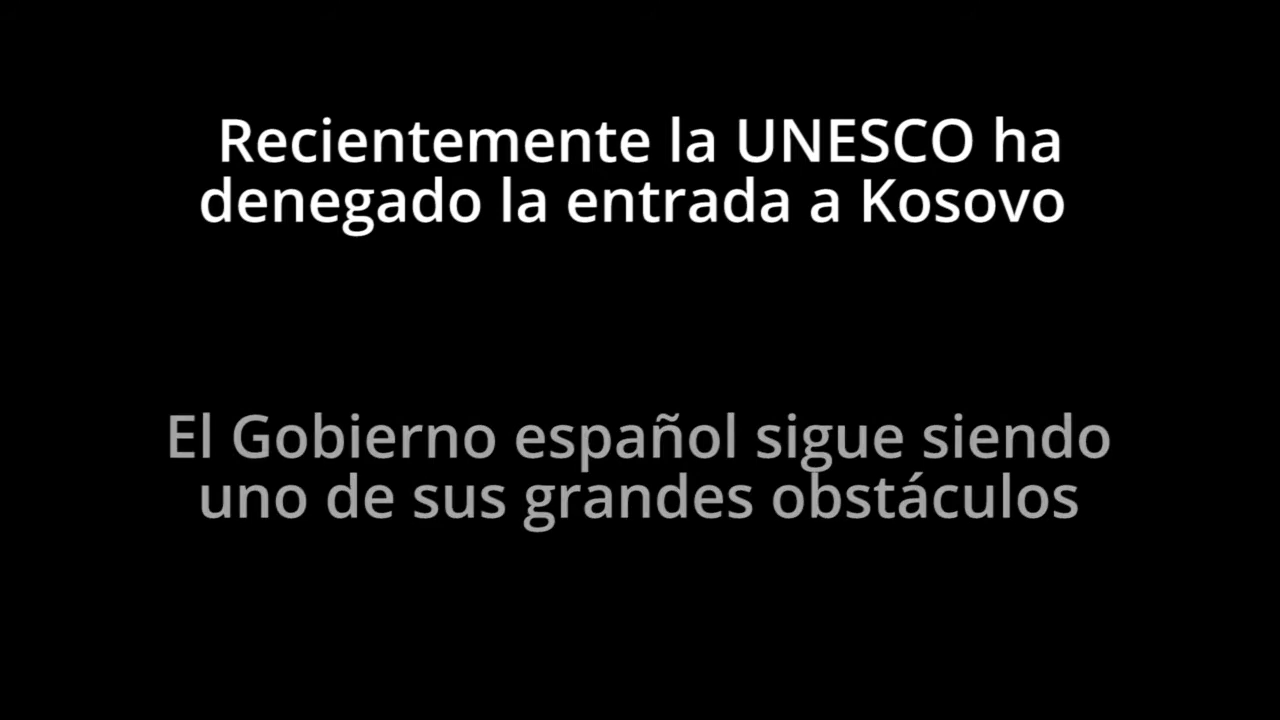 Recientemente la UNESCO ha
denegado la entrada a Kosovo
El Gobierno español sigue siendo
uno de sus grandes obstáculos